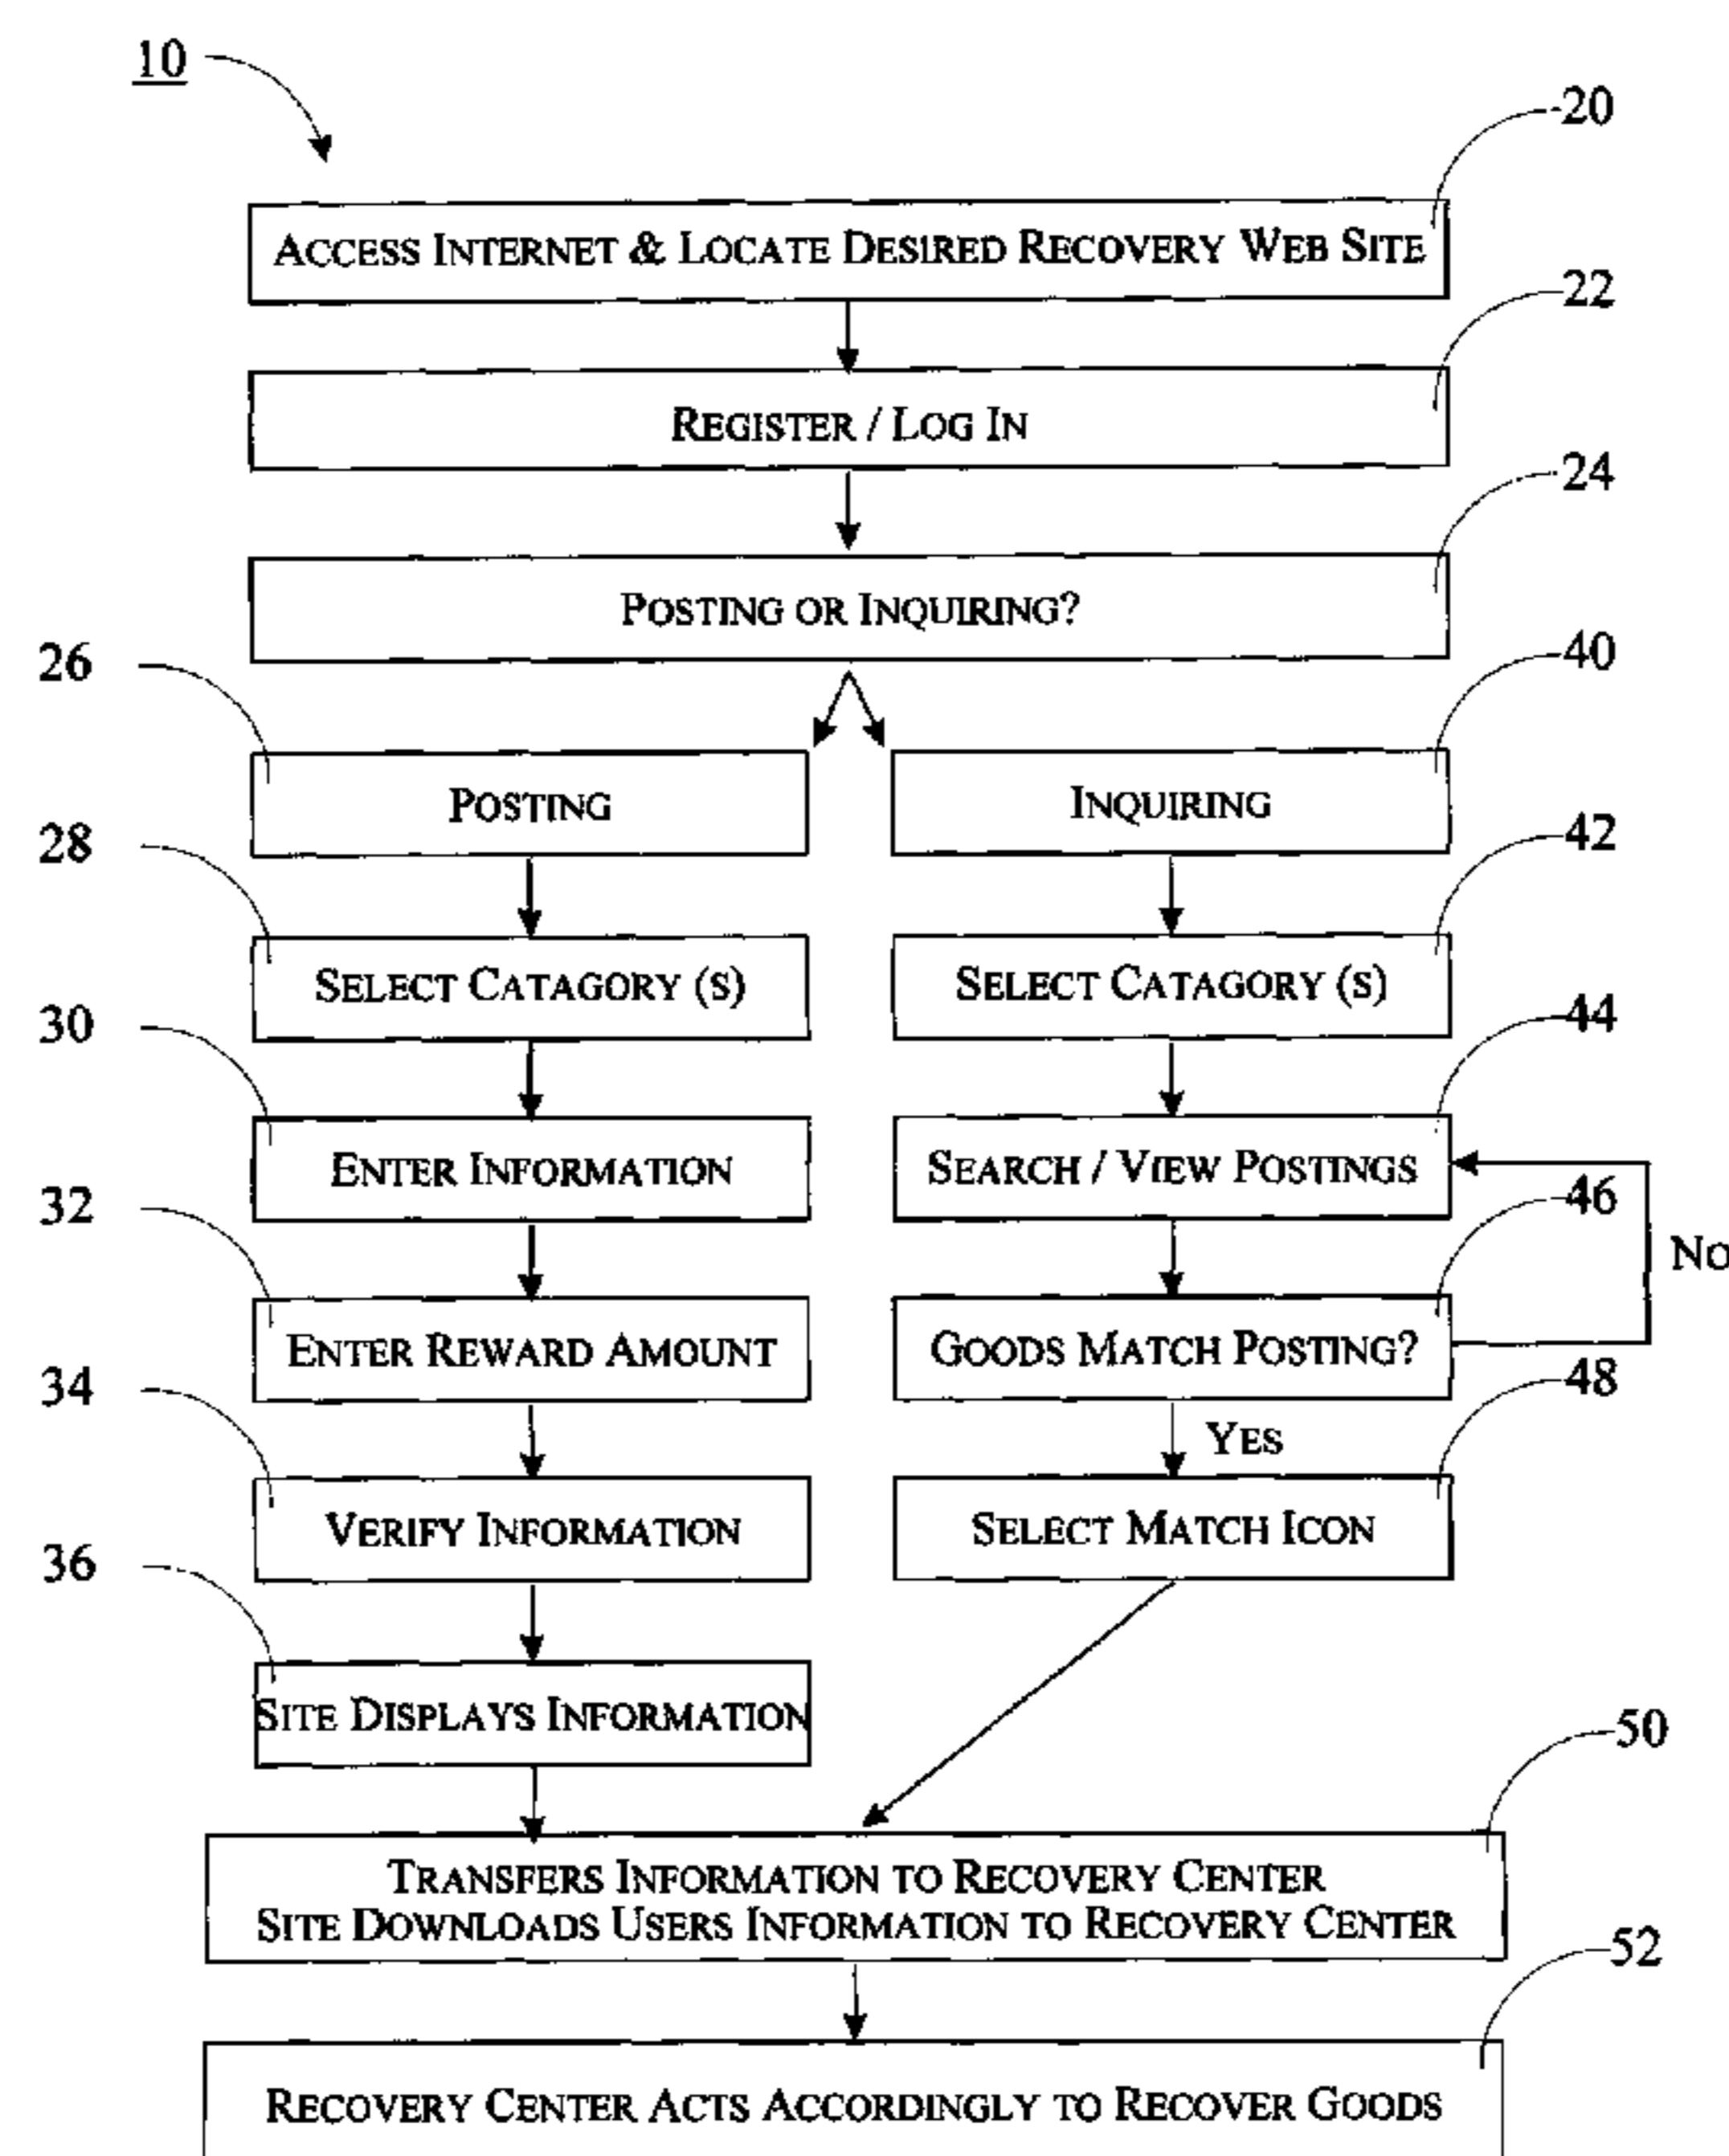 10
20
ACCESS INTERNET & LOCATE DESIRED RECOVERY WEB SITE
22
REGISTER / LOG IN
24
POSTING OR INQUIRING?
26
40
POSTING
INQUIRING
28
42
SELECT CATAGORY (S)
SELECT CATAGORY (S)
30
44
ENTER INFORMATION
SEARCH / VIEW POSTINGS
32
46
NO
ENTER REWARD AMOUNT
GOODS MATCH POSTING?
34
48
YES
VERIFY INFORMATION
SELECT MATCH ICON
36
SITE DISPLAYS INFORMATION
50
TRANSFERS INFORMATION TO RECOVERY CENTER
SITE DOWNLOADS USERS INFORMATION TO RECOVERY CENTER
52
RECOVERY CENTER ACTS ACCORDINGLY TO RECOVER GOODS